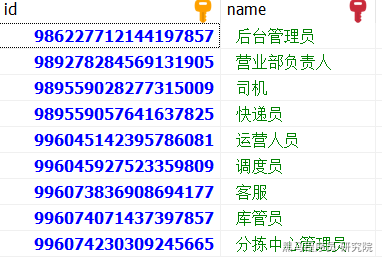 id name
986227712144197857 后台管理员
989278284569131905 营业部负责人
989559028277315009 司机
989559057641637825 快递员
996045142395786081 运营人员
996045927523359809 调度员
996073836908694177 客服
996074071437397857 库管员
996074230309245665 分拣中心管理员